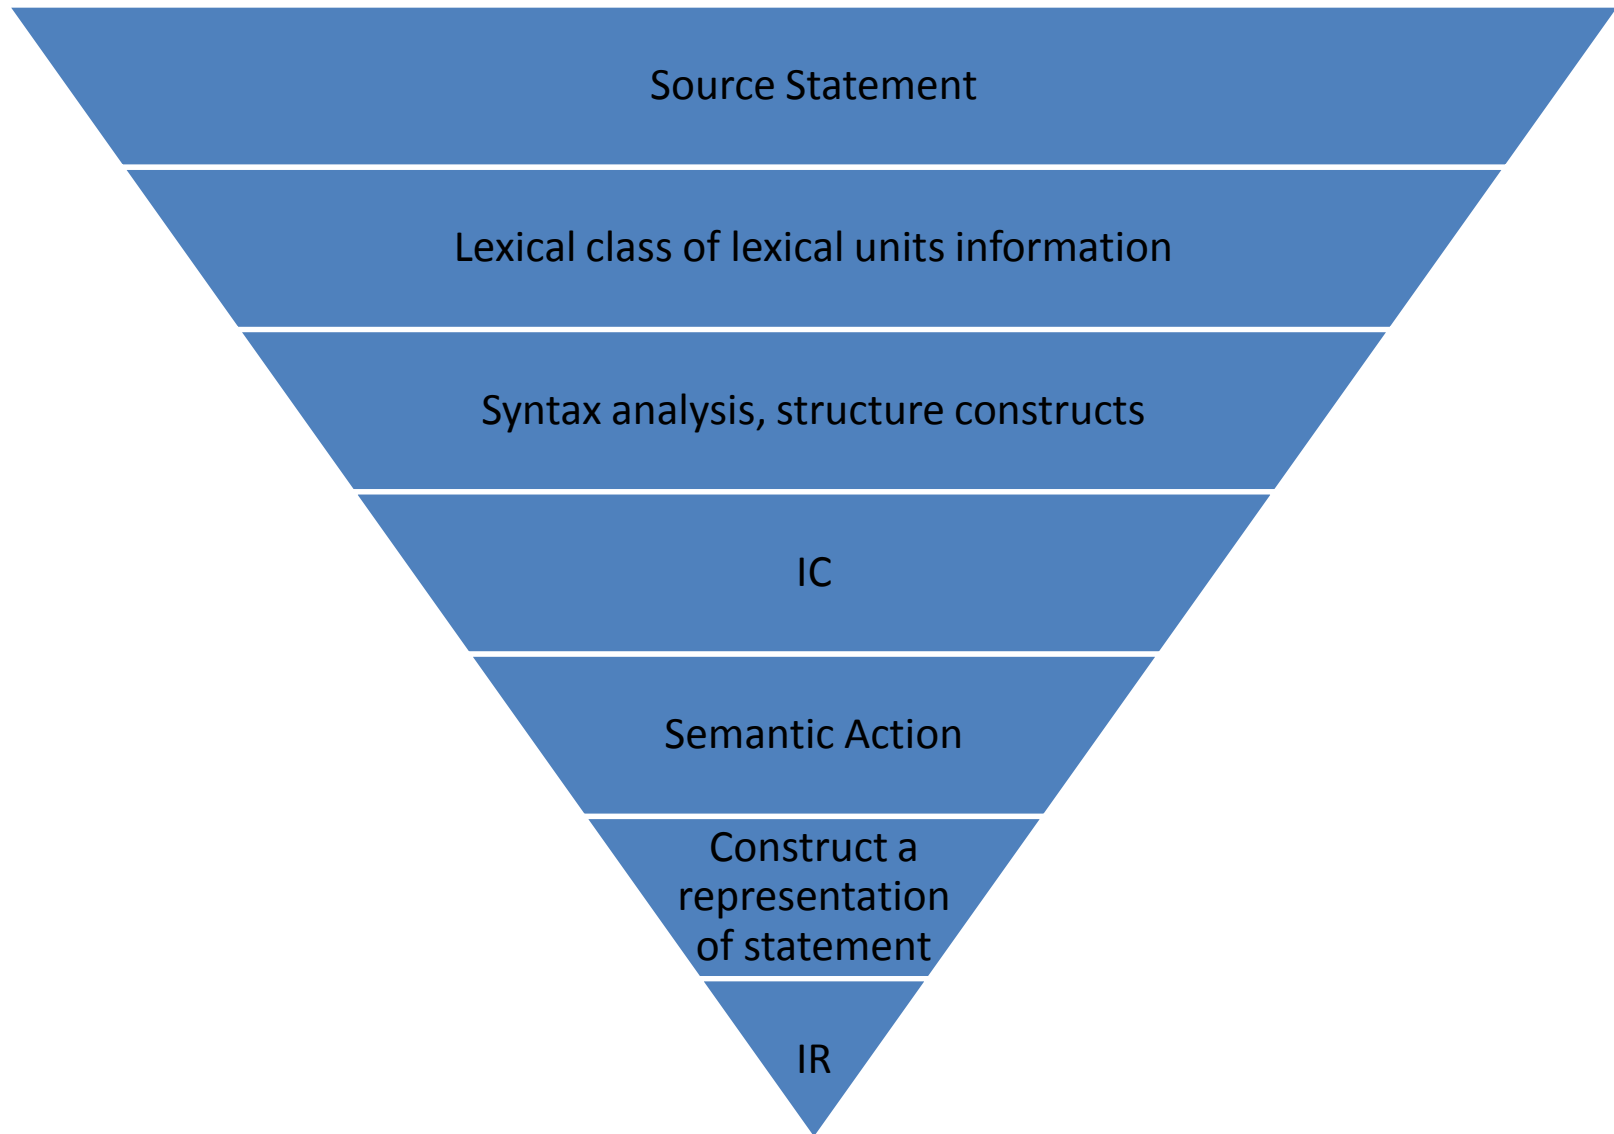 Source Statement
Lexical class of lexical units information
Syntax analysis, structure constructs
IC
Semantic Action
Construct a
representation
of statement
IR